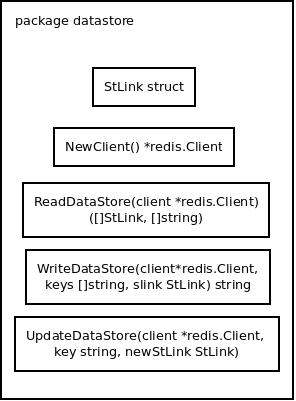 package datastore
StLink struct
NewClient() *redis.Client
ReadDataStore(client *redis.Client)
([]StLink, []string)
WriteDataStore(client*redis.Client,
keys []string, slink StLink) string
UpdateDataStore(client *redis.Client,
key string, newStLink StLink)